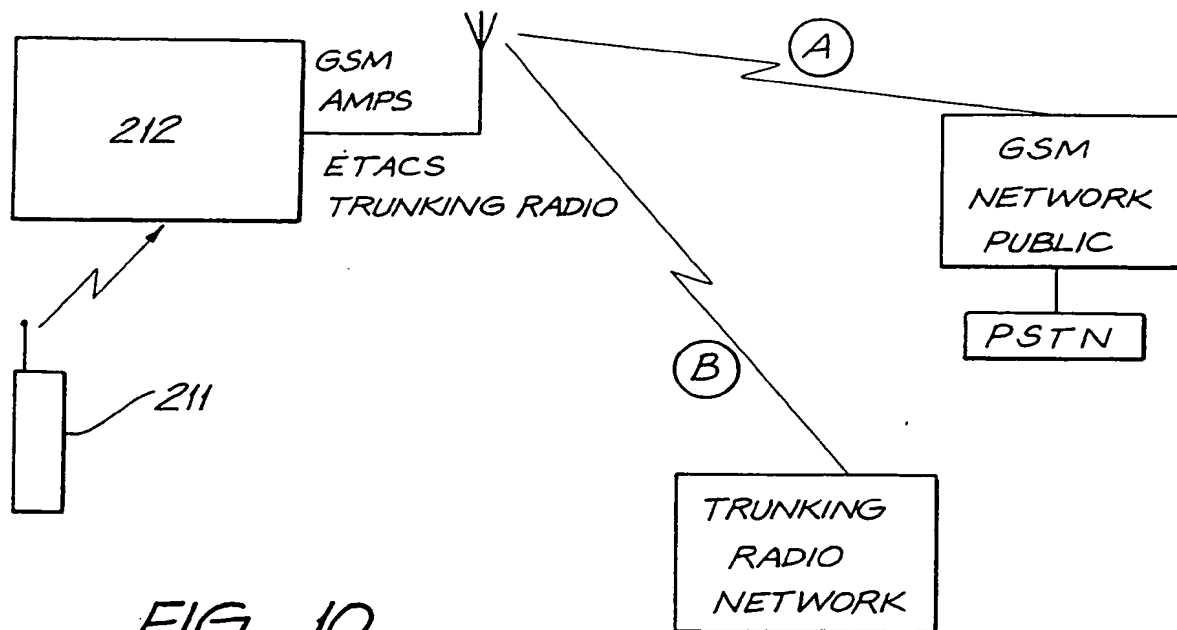 212
GSM
AMPS
ETACS
TRUNKING RADIO
A
GSM
NETWORK
PUBLIC
PSTN
211
B
TRUNKING
RADIO
NETWORK
FIG. 10